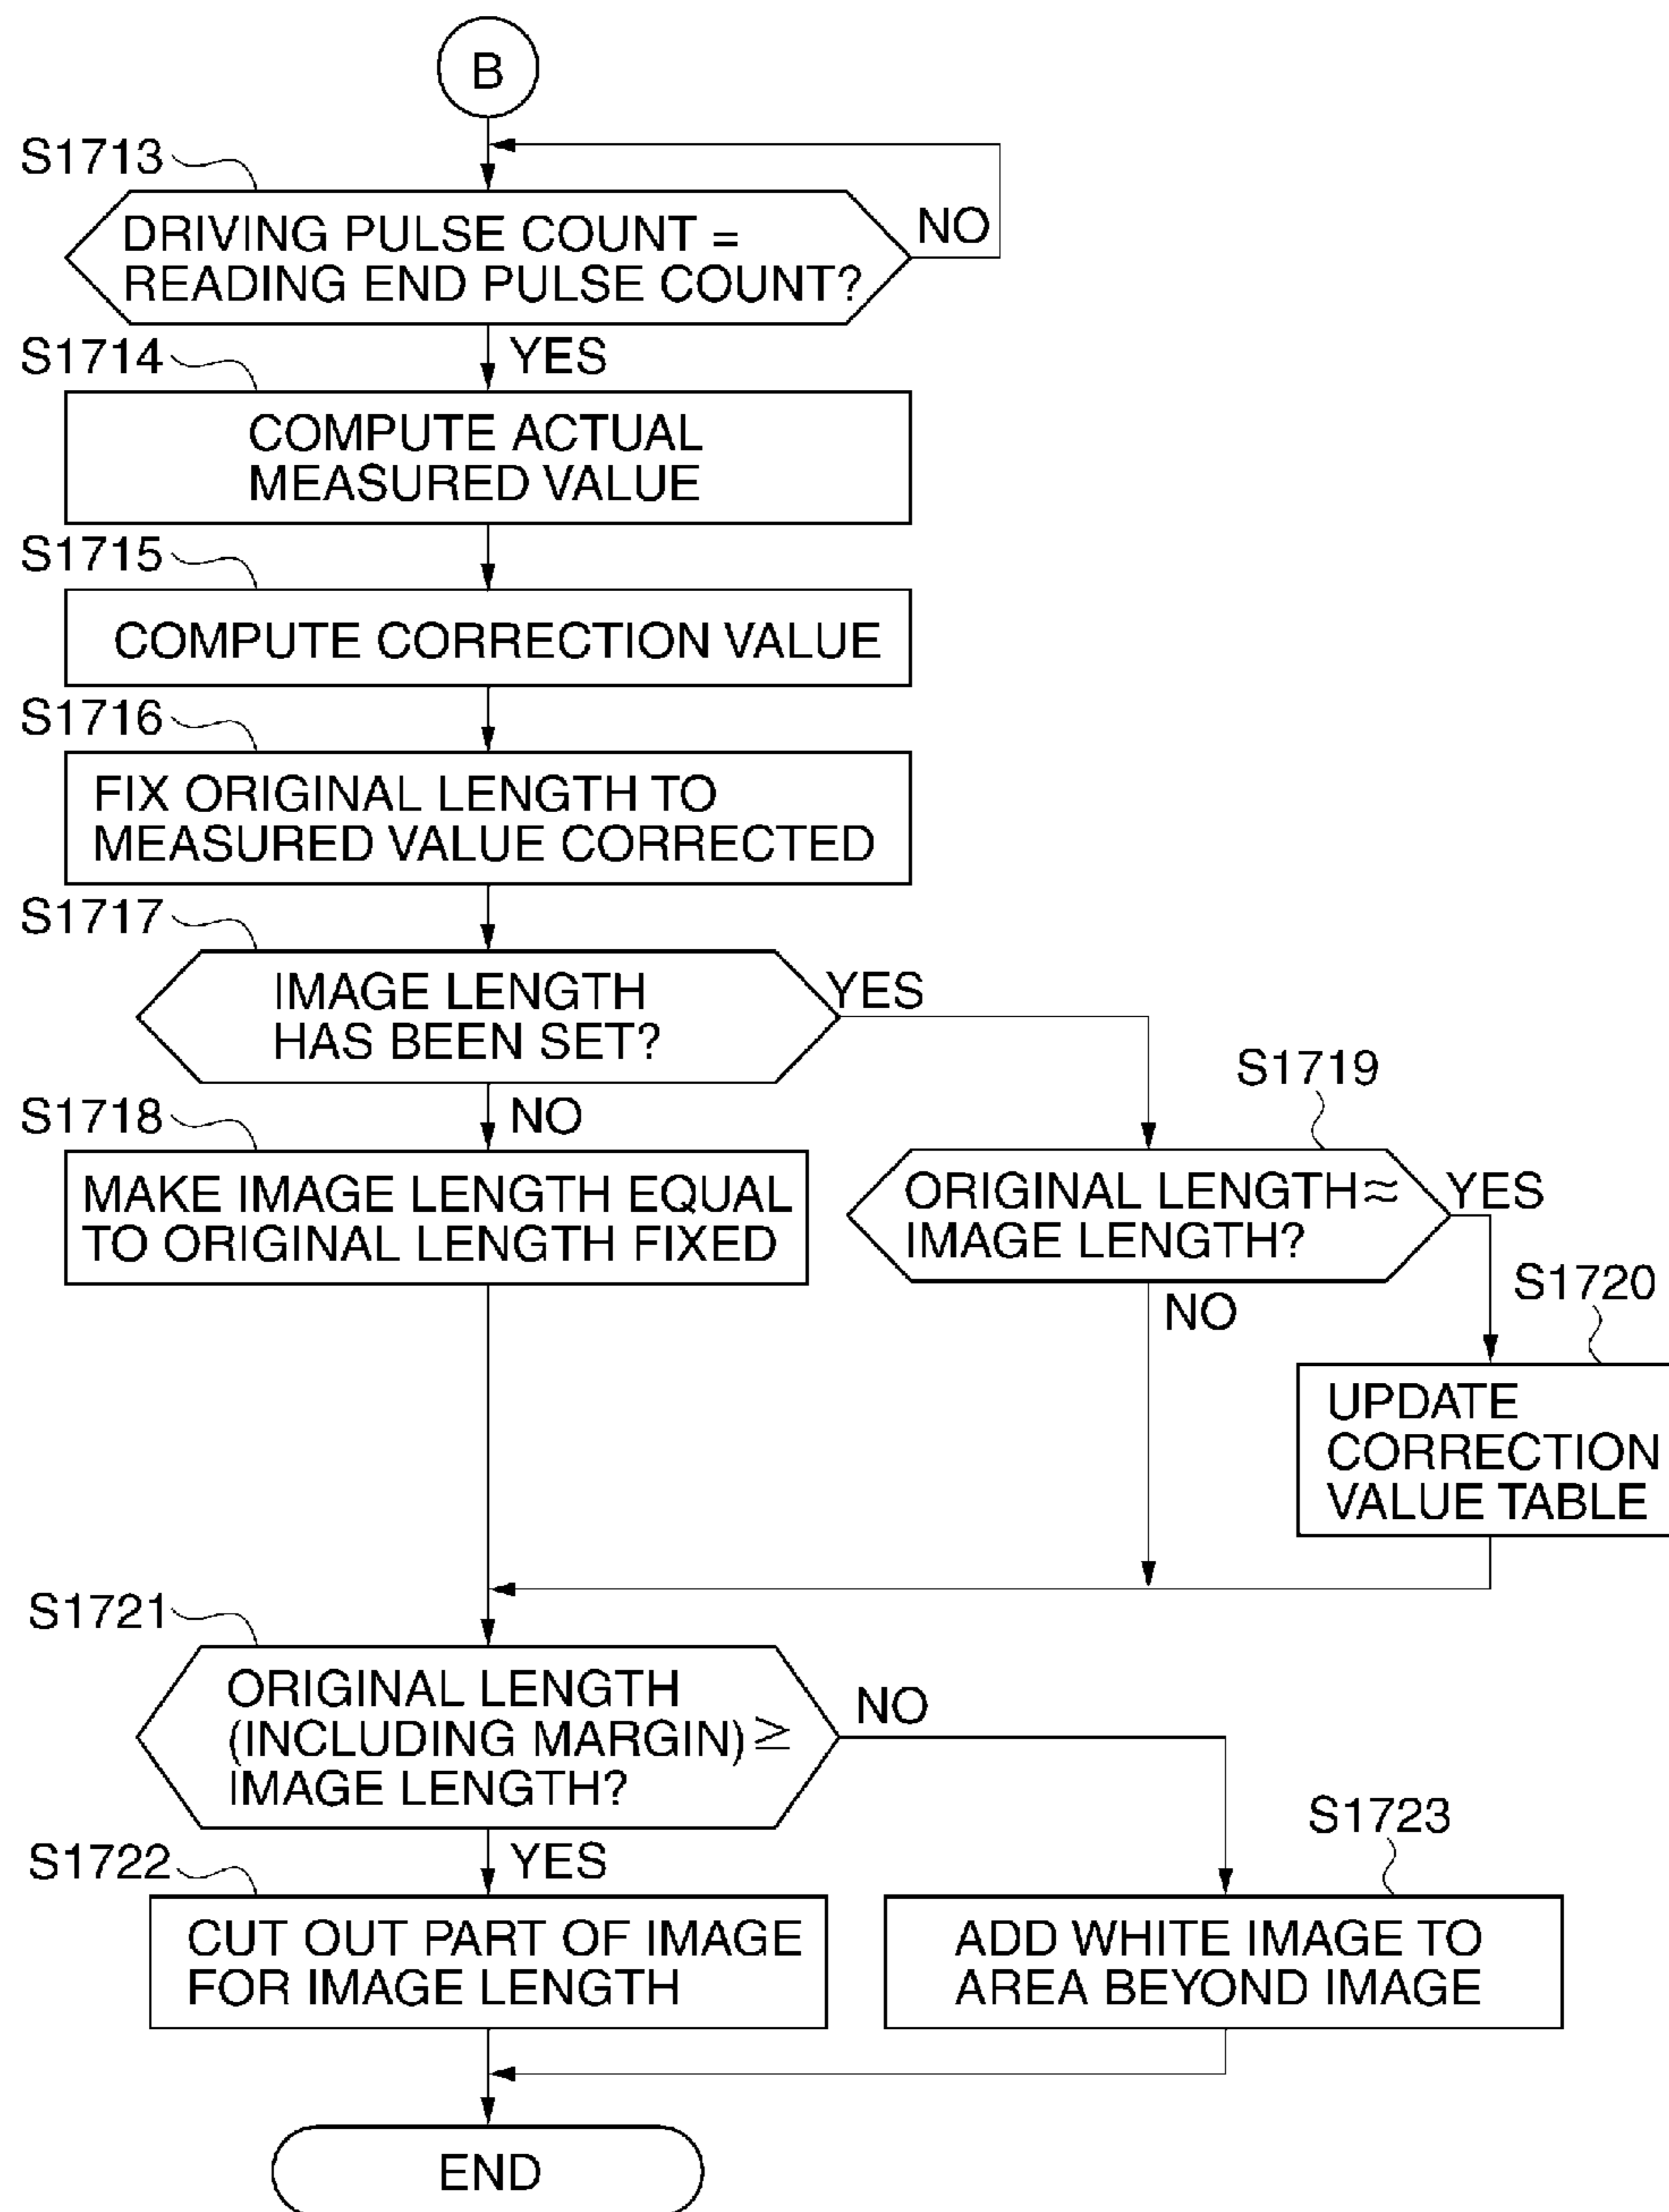 B
S1713
DRIVING PULSE COUNT =
READING END PULSE COUNT?
NO
S1714
YES
COMPUTE ACTUAL
MEASURED VALUE
S1715
COMPUTE CORRECTION VALUE
S1716
FIX ORIGINAL LENGTH TO
MEASURED VALUE CORRECTED
S1717
IMAGE LENGTH
HAS BEEN SET?
YES
S1718
NO
MAKE IMAGE LENGTH EQUAL
TO ORIGINAL LENGTH FIXED
S1719
ORIGINAL LENGTH≈
IMAGE LENGTH?
YES
NO
S1720
UPDATE
CORRECTION
VALUE TABLE
S1721
ORIGINAL LENGTH
(INCLUDING MARGIN) ≧
IMAGE LENGTH?
NO
S1722
YES
CUT OUT PART OF IMAGE
FOR IMAGE LENGTH
S1723
ADD WHITE IMAGE TO
AREA BEYOND IMAGE
END